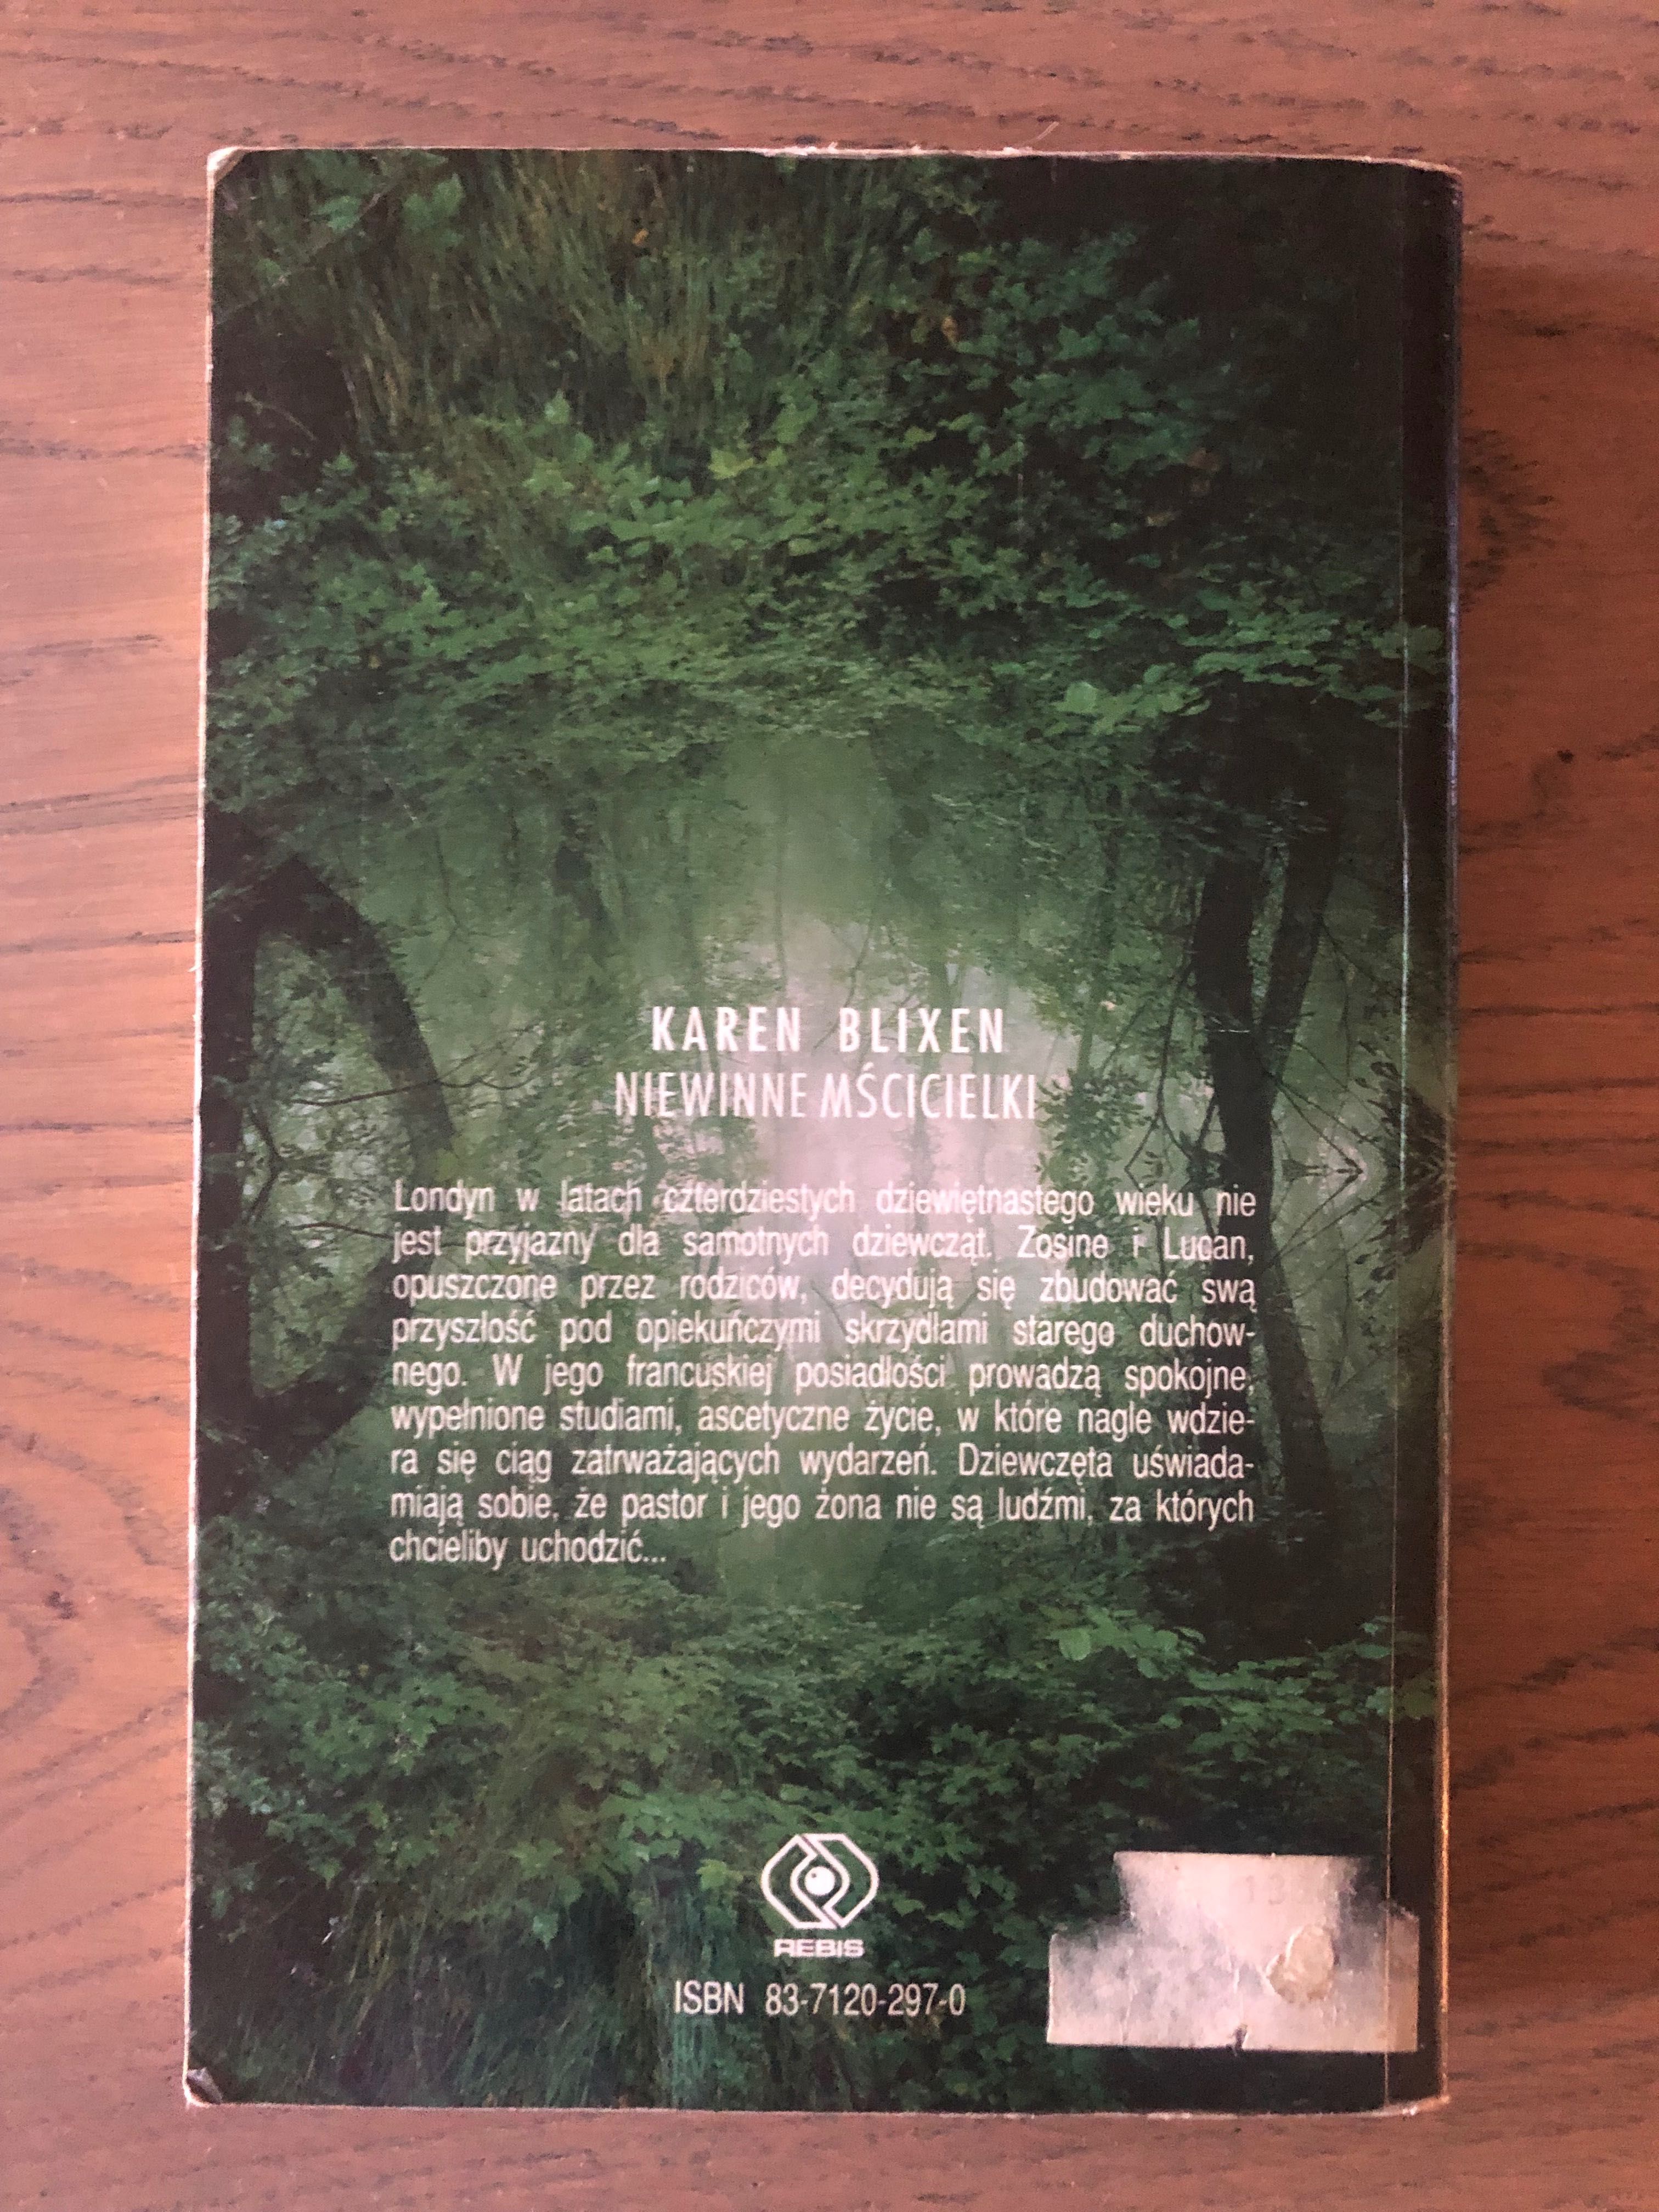 KAREN BLIXEN
NIEWINNE MŚCICIELKI
Londyn w latach czterdziestych dziewiętnastego wieku nie
jest przyjazny dla samotnych dziewcząt. Zosine i Lucan,
opuszczone przez rodziców, decydują się zbudować swą
przyszłość pod opiekuńczymi skrzydłami starego duchow-
nego. W jego francuskiej posiadłości prowadzą spokojne,
wypełnione studiami, ascetyczne życie, w które nagle wdzie-
ra się ciąg zatrważających wydarzeń. Dziewczęta uświada-
miają sobie, że pastor i jego żona nie są ludźmi, za których
chcieliby uchodzić...
REBIS
ISBN 83-7120-297-0